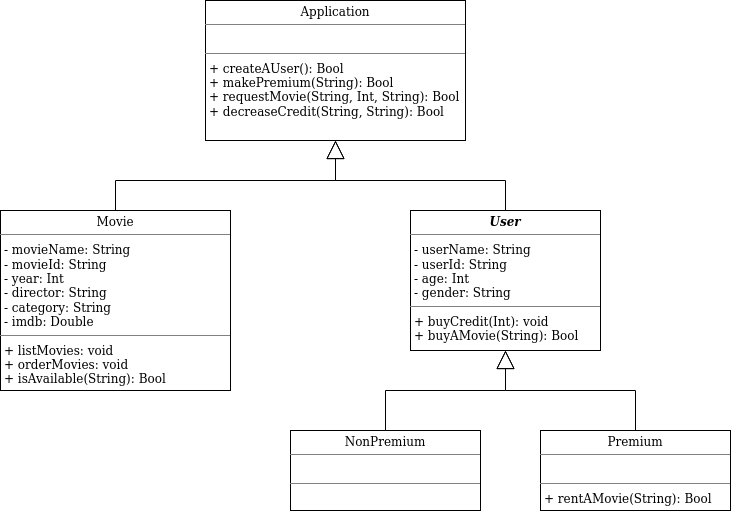 Application
+ createAUser(): Bool
+ makePremium(String): Bool
+ requestMovie(String, Int, String): Bool
+ decreaseCredit(String, String): Bool
Movie
- movieName: String
- movieId: String
- year: Int
- director: String
- category: String
- imdb: Double
+ listMovies: void
+ orderMovies: void
+ isAvailable(String): Bool
User
- userName: String
- userId: String
- age: Int
- gender: String
+ buyCredit(Int): void
+ buyAMovie(String): Bool
NonPremium
Premium
+ rentAMovie(String): Bool